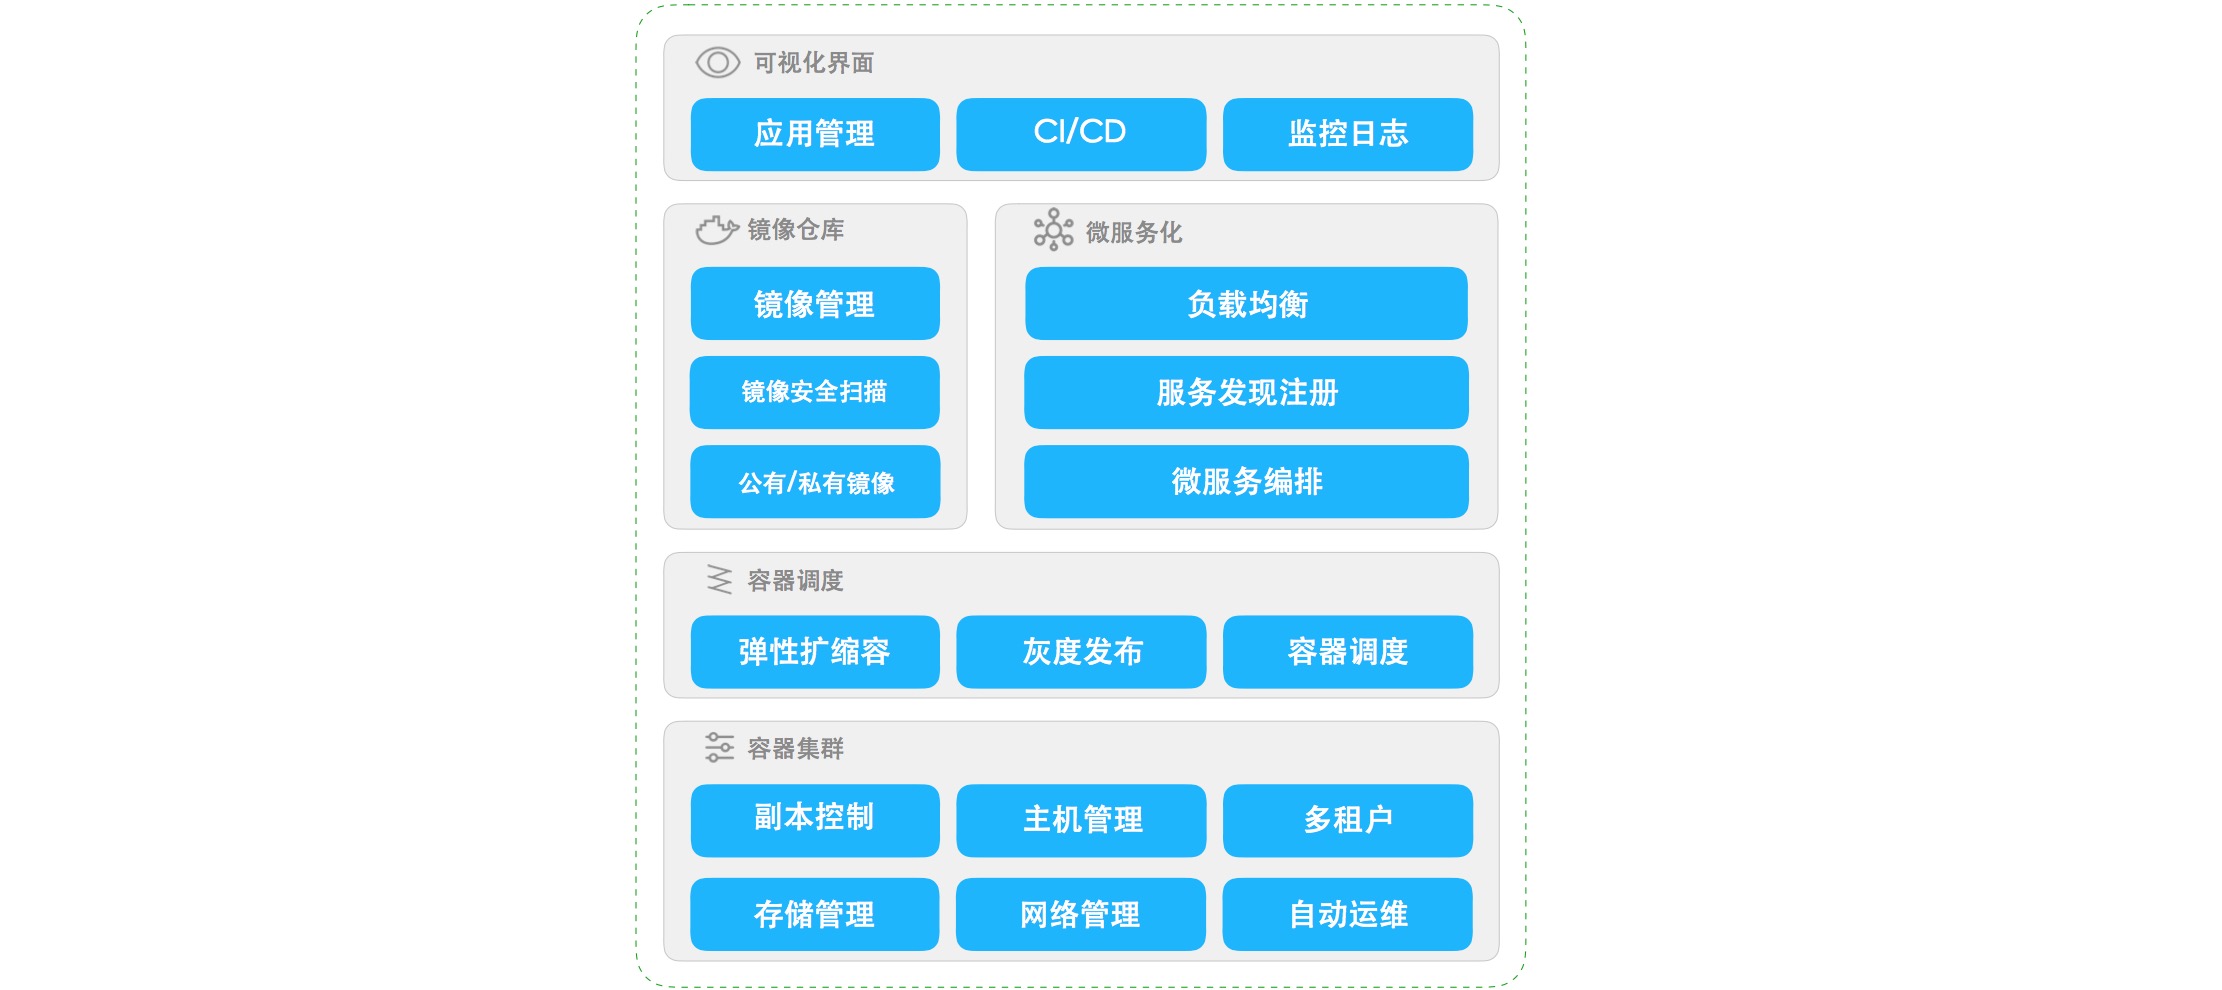 可视化界面
应用管理
CI/CD
监控日志
镜像仓库
镜像管理
镜像安全扫描
公有/私有镜像
微服务化
负载均衡
服务发现注册
微服务编排
容器调度
弹性扩缩容
灰度发布
容器调度
容器集群
副本控制
主机管理
多租户
存储管理
网络管理
自动运维